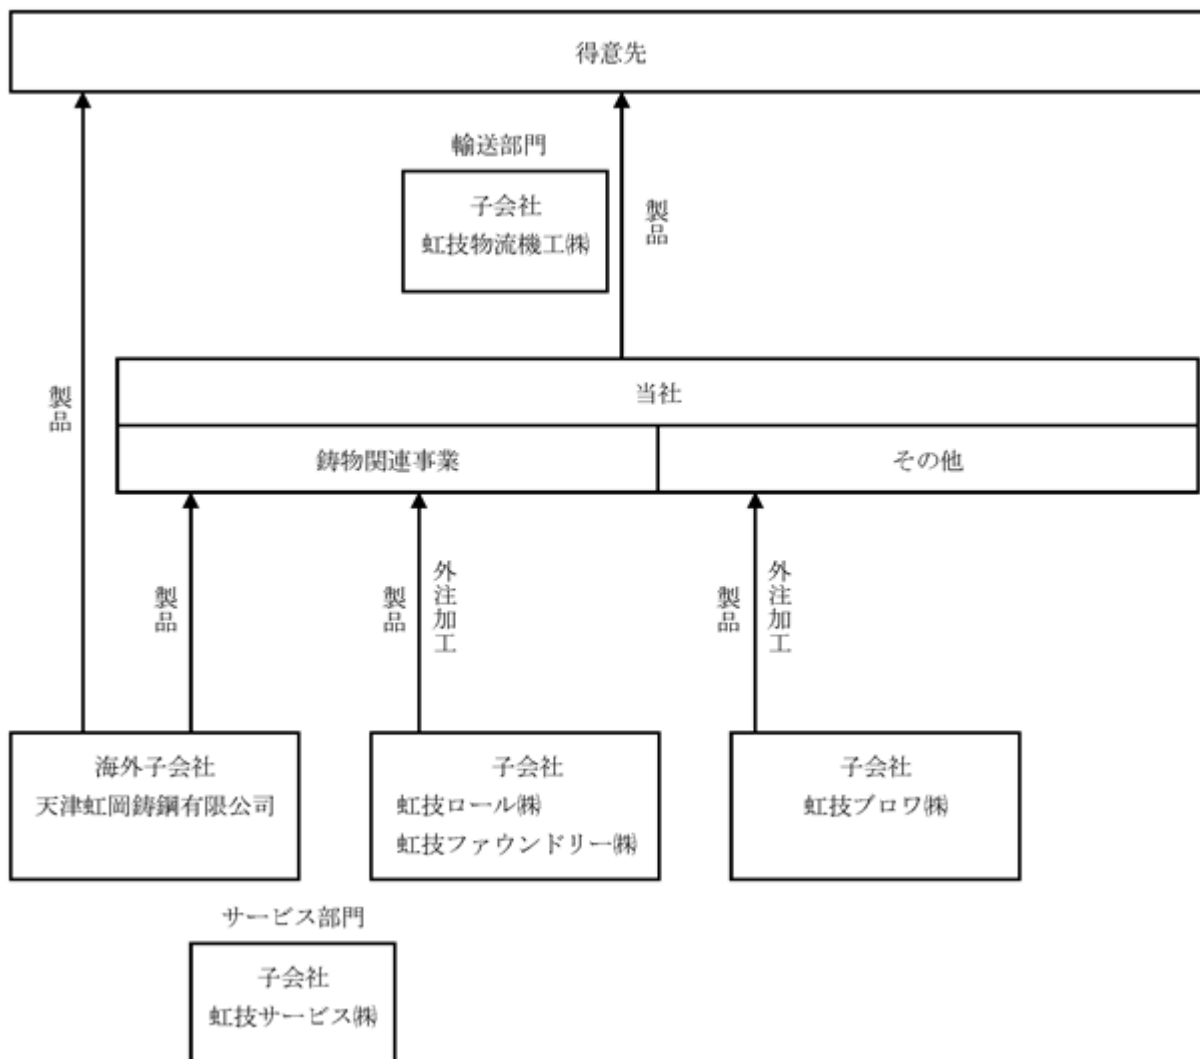 得意先
輸送部門
子会社
虹技物流機工㈱
製品
製品
当社
鋳物関連事業
その他
製品
製品
外注加工
製品
外注加工
海外子会社
天津虹岡鋳鋼有限公司
子会社
虹技ロール㈱
虹技ファウンドリー㈱
子会社
虹技ブロワ㈱
サービス部門
子会社
虹技サービス㈱